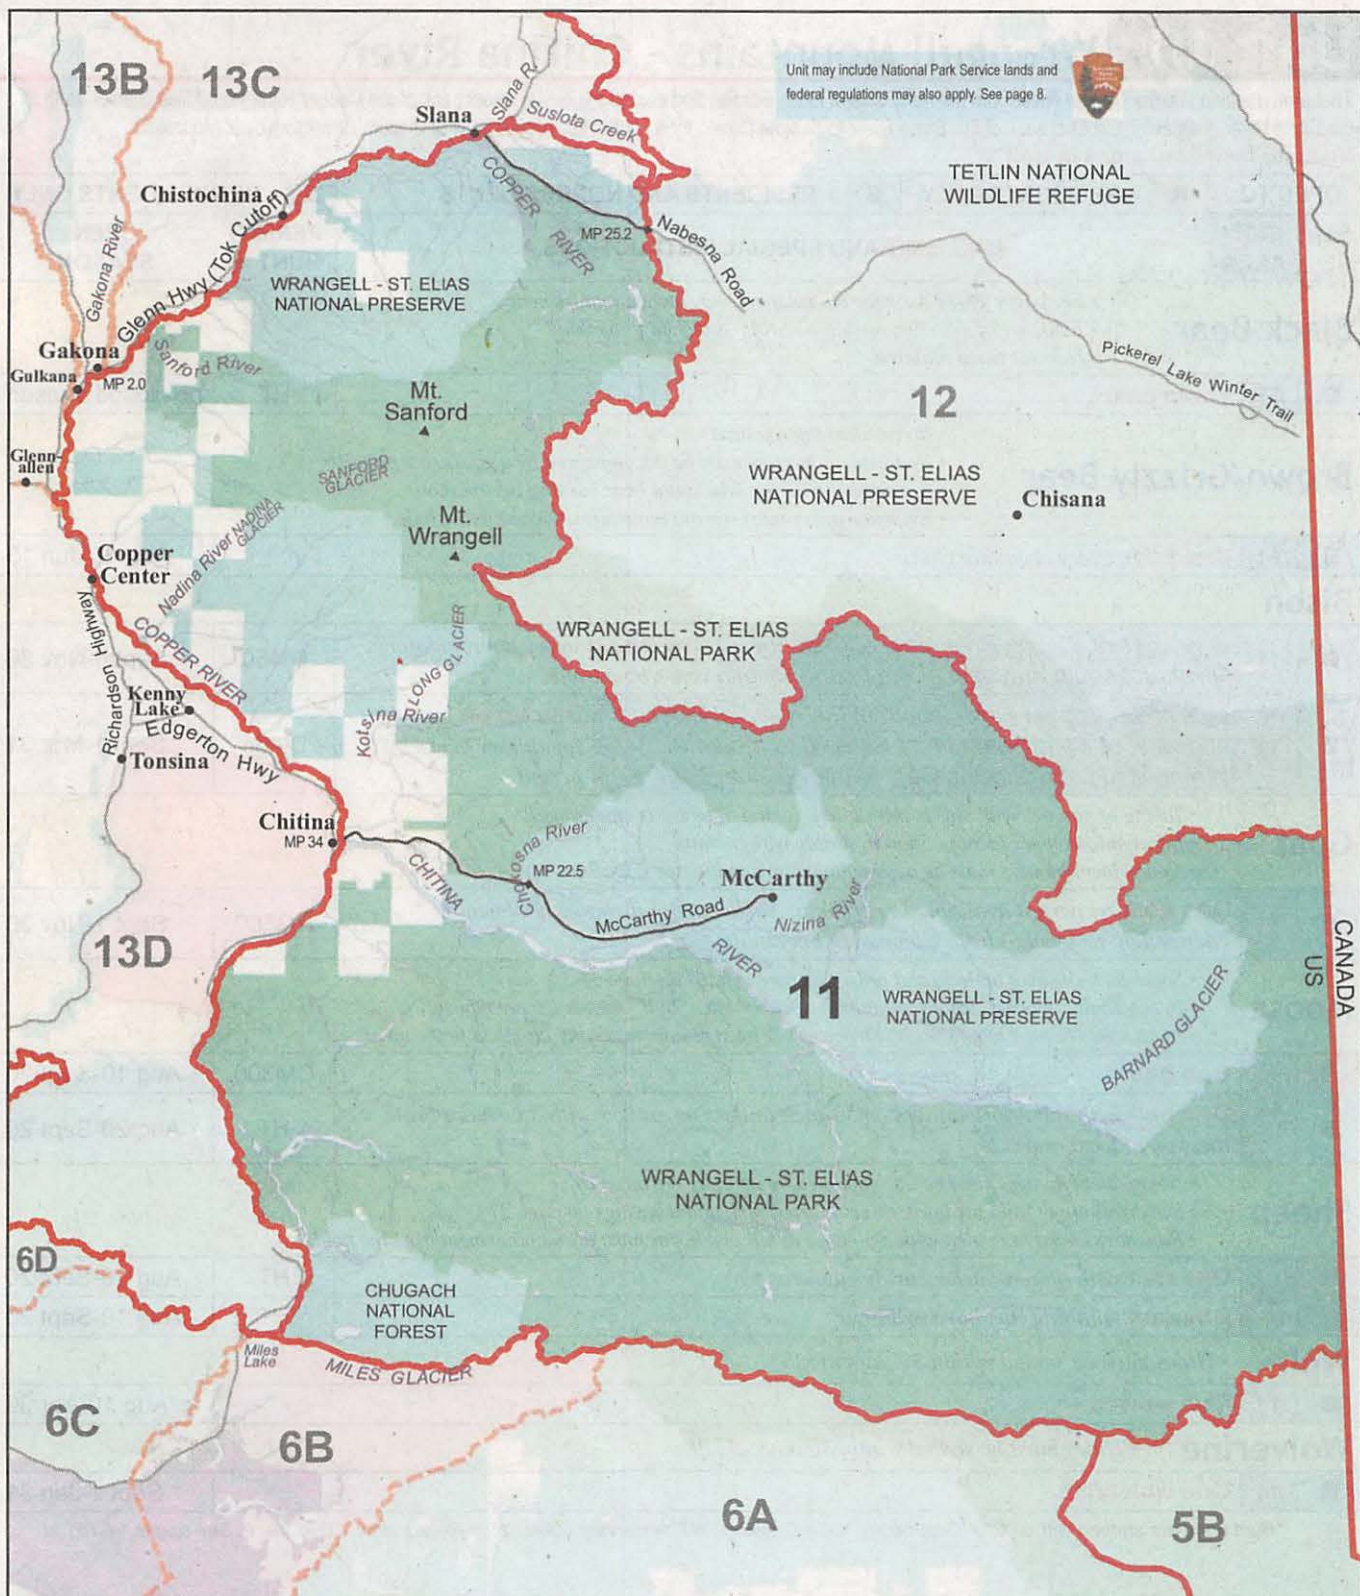 Unit may include National Park Service lands and
federal regulations may also apply. See page 8.
13B
13C
Slana
Slana R.
Suslota Creek
Chistochina
COPPER
RIVER
MP 25.2
Nabesna Road
TETLIN NATIONAL
WILDLIFE REFUGE
Gakona River
Glenn Hwy (Tok Cutoff)
WRANGELL - ST. ELIAS
NATIONAL PRESERVE
Gakona
Gulkana
MP 2.0
Sanford River
Mt.
Sanford
Pickerel Lake Winter Trail
12
Glenn-
allen
SANFORD
GLACIER
WRANGELL - ST. ELIAS
NATIONAL PRESERVE
Chisana
Mt.
Wrangell
NADINA
GLACIER
Nadina River
Copper
Center
COPPER RIVER
Richardson Highway
LONG GLACIER
WRANGELL - ST. ELIAS
NATIONAL PARK
Kenny
Lake
Kotsina River
Edgerton Hwy
Tonsina
Chitina
MP 34
CHITINA
RIVER
Chokosna River
MP 22.5
McCarthy
McCarthy Road
Nizina River
13D
11
WRANGELL - ST. ELIAS
NATIONAL PRESERVE
BARNARD GLACIER
US
CANADA
WRANGELL - ST. ELIAS
NATIONAL PARK
6D
CHUGACH
NATIONAL
FOREST
Miles
Lake
MILES GLACIER
6C
6B
6A
5B